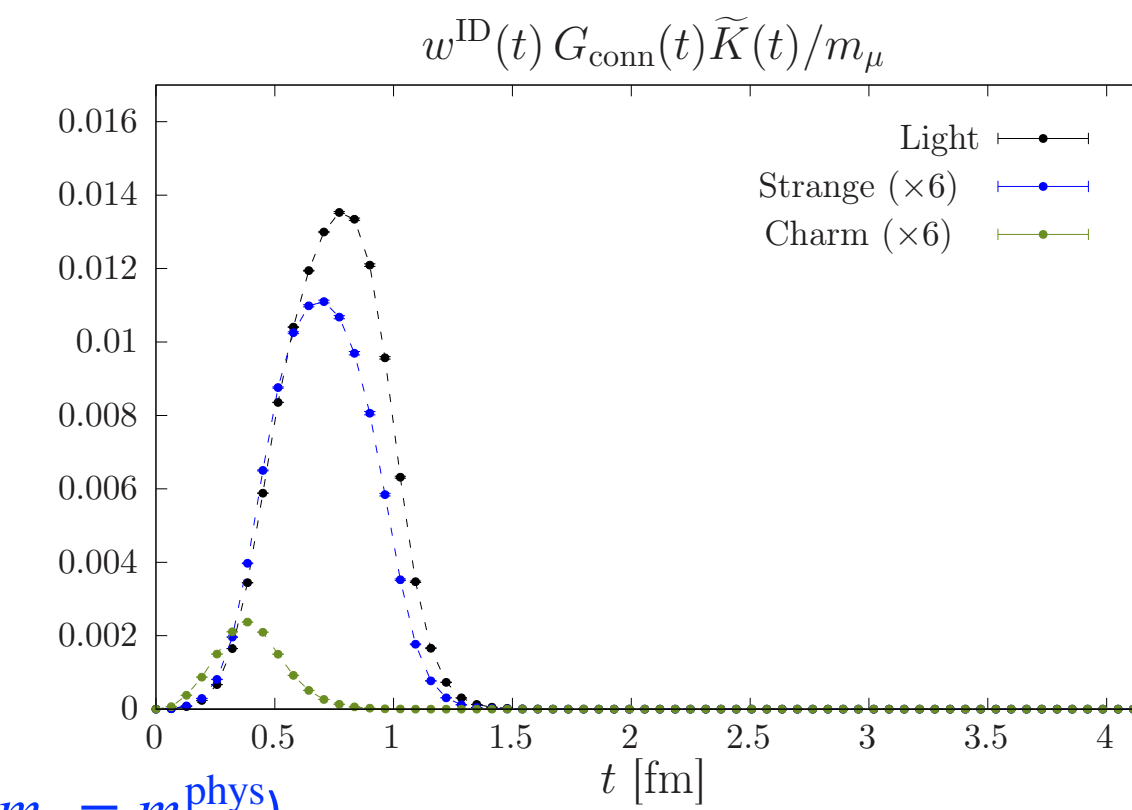 w^ID(t) G_conn(t)K̃(t)/m_μ
0.016
0.014
0.012
0.01
0.008
0.006
0.004
0.002
0
Light
Strange (×6)
Charm (×6)
0 0.5 1 1.5 2 2.5 3 3.5 4
t [fm]
= m^phys)